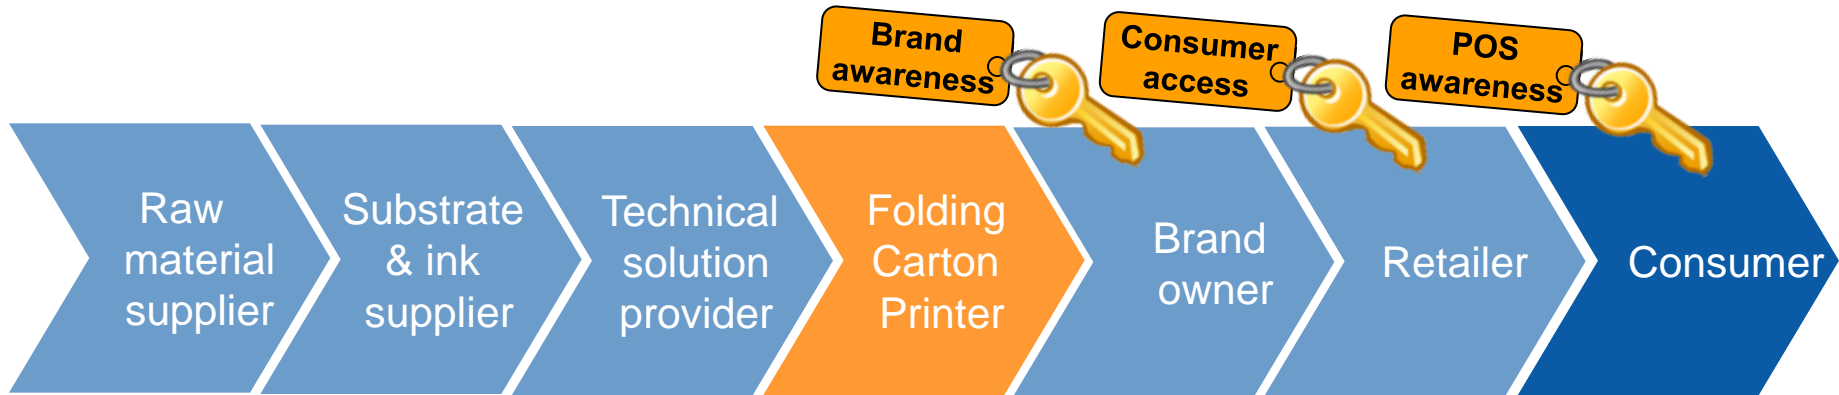 Brand
awareness
Consumer
access
POS
awareness
Raw
material
supplier
Substrate
& ink
supplier
Technical
solution
provider
Folding
Carton
Printer
Brand
owner
Retailer
Consumer